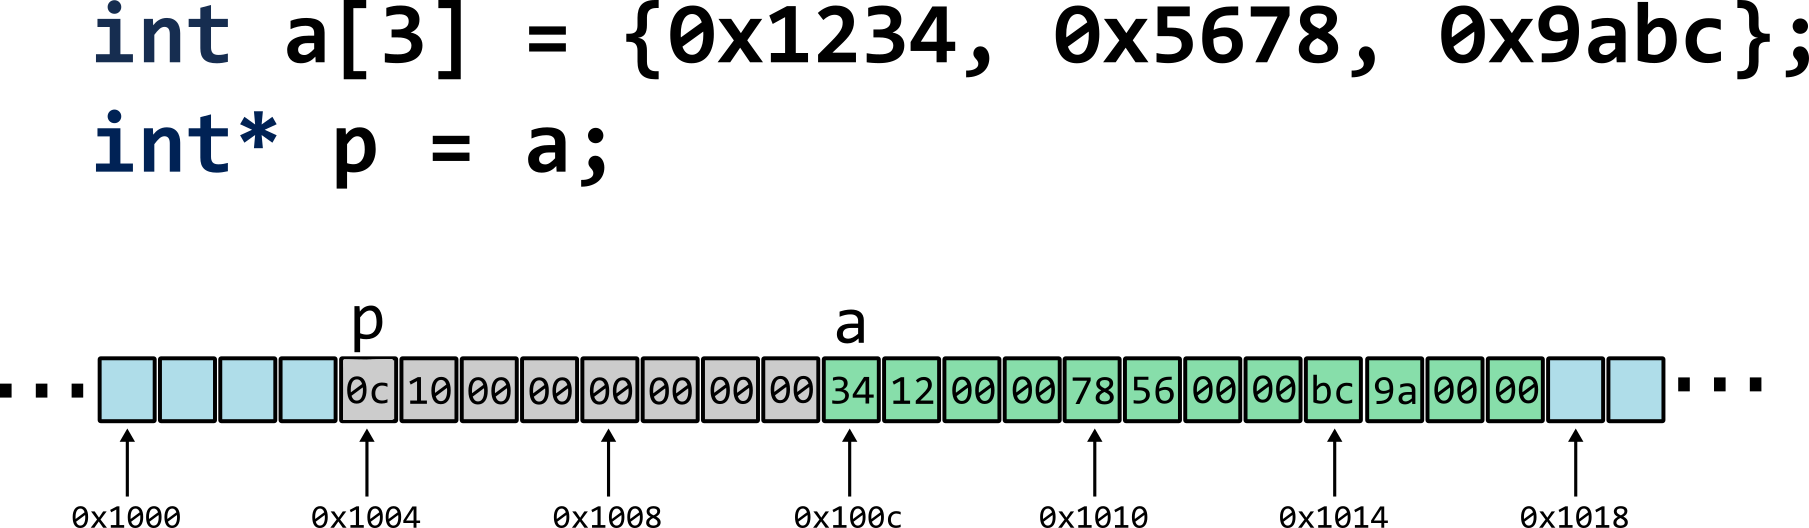 int a[3] = {0x1234, 0x5678, 0x9abc};
int* p = a;
p a
... 0c 10 00 00 00 00 00 00 34 12 00 00 78 56 00 00 bc 9a 00 00 ...
0x1000 0x1004 0x1008 0x100c 0x1010 0x1014 0x1018